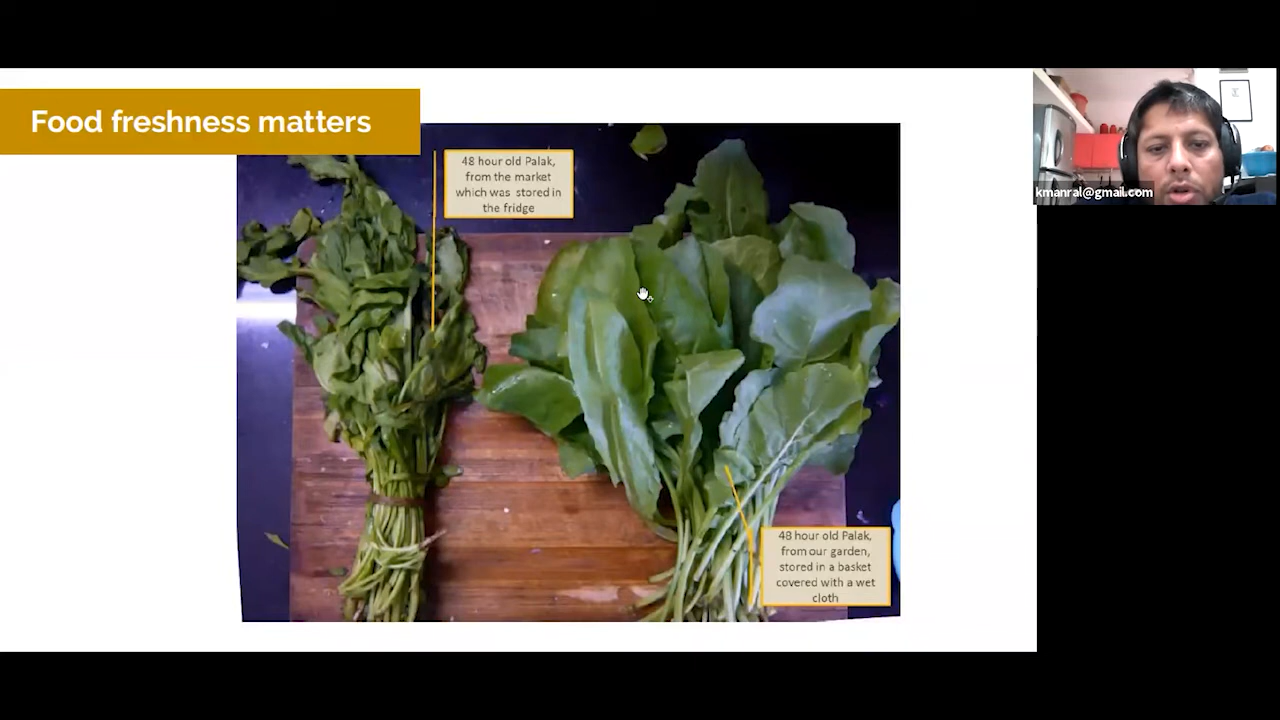 Food freshness matters
48 hour old Palak,
from the market
which was stored in
the fridge
kmanral@gmail.com
48 hour old Palak,
from our garden,
stored in a basket
covered with a wet
cloth